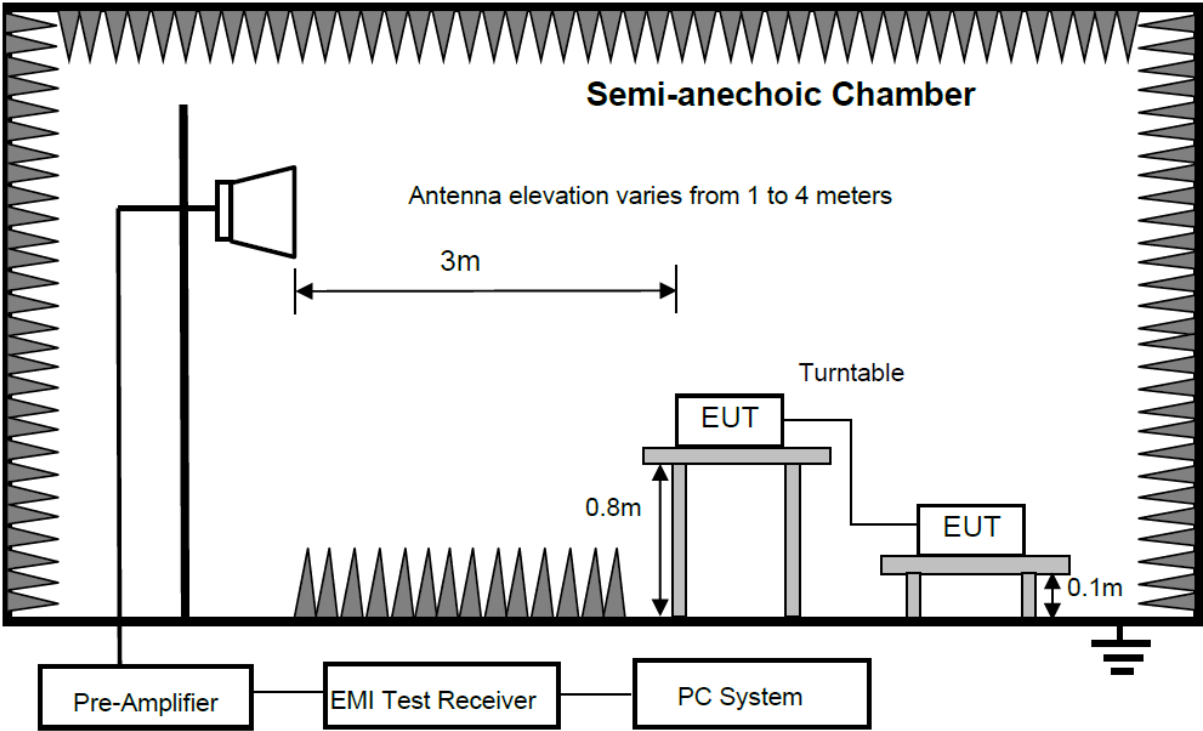 Semi-anechoic Chamber
Antenna elevation varies from 1 to 4 meters
3m
Turntable
EUT
0.8m
EUT
0.1m
Pre-Amplifier
EMI Test Receiver
PC System